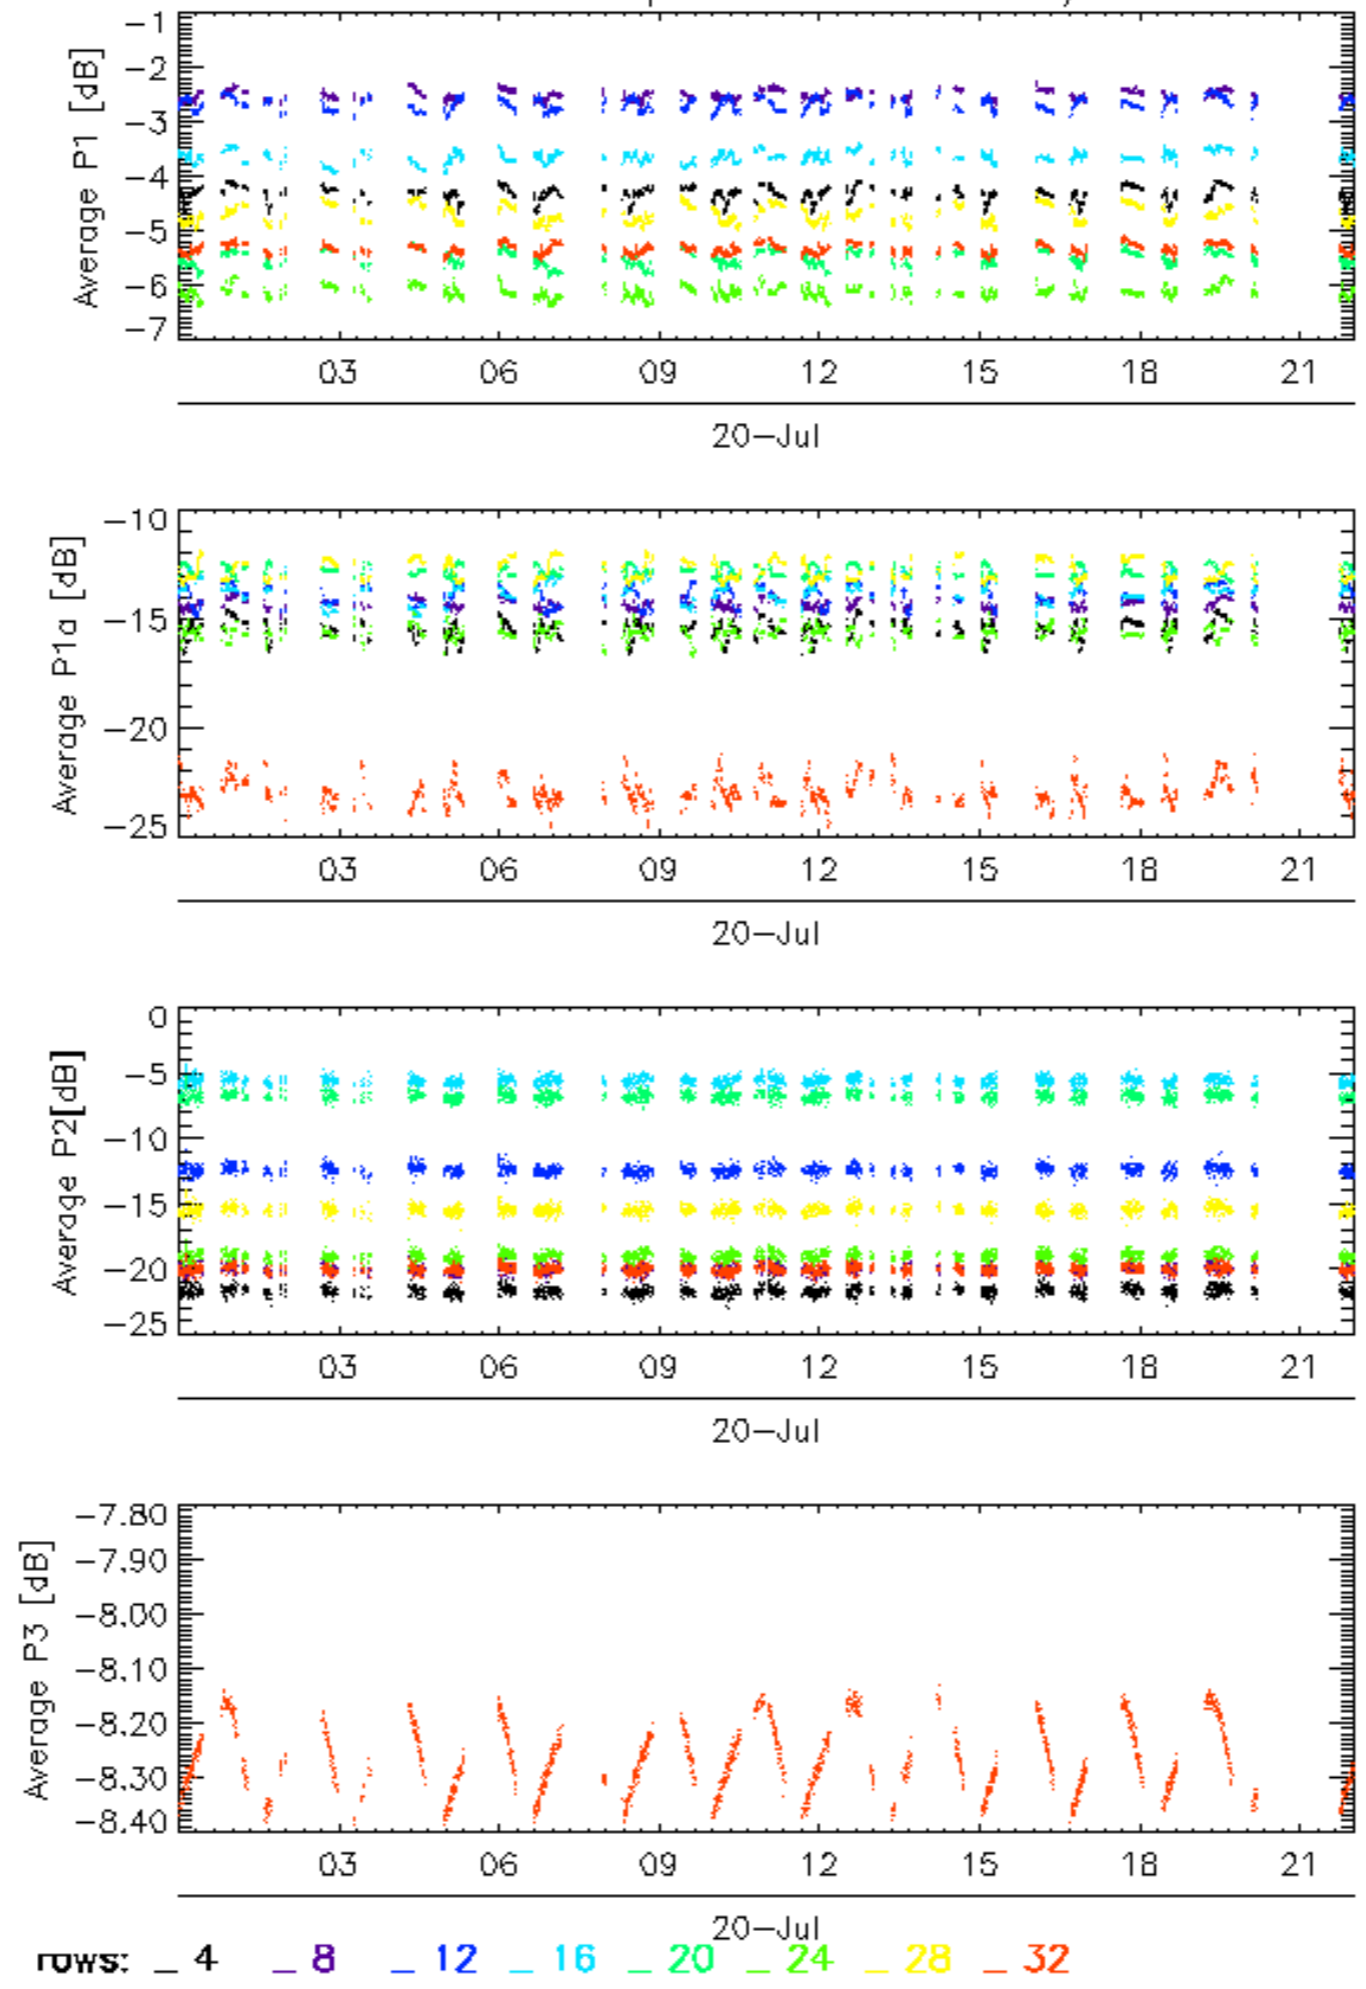 Average P1 [dB]
−1
−2
−3
−4
−5
−6
−7
03 06 09 12 15 18 21
20−Jul
Average P1a [dB]
−10
−15
−20
−25
03 06 09 12 15 18 21
20−Jul
Average P2[dB]
0
−5
−10
−15
−20
−25
03 06 09 12 15 18 21
20−Jul
Average P3 [dB]
−7.80
−7.90
−8.00
−8.10
−8.20
−8.30
−8.40
03 06 09 12 15 18 21
20−Jul
rows: _ 4 _ 8 _ 12 _ 16 _ 20 _ 24 _ 28 _ 32